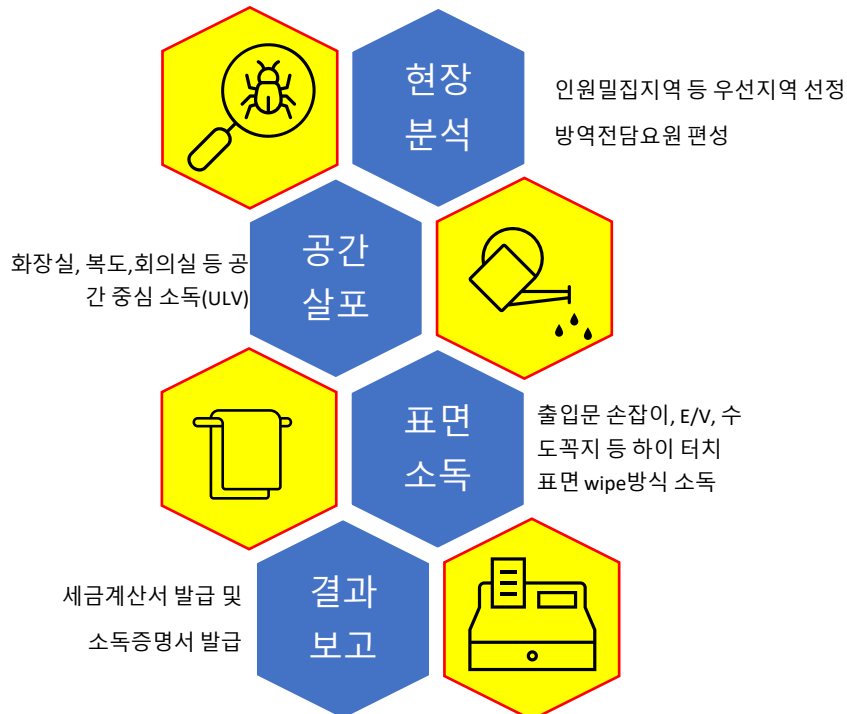 현장
분석
인원밀집지역 등 우선지역 선정
방역전담요원 편성
화장실, 복도,회의실 등 공
간 중심 소독(ULV)
공간
살포
표면
소독
출입문 손잡이, E/V, 수
도꼭지 등 하이 터치
표면 wipe방식 소독
세금계산서 발급 및
소독증명서 발급
결과
보고